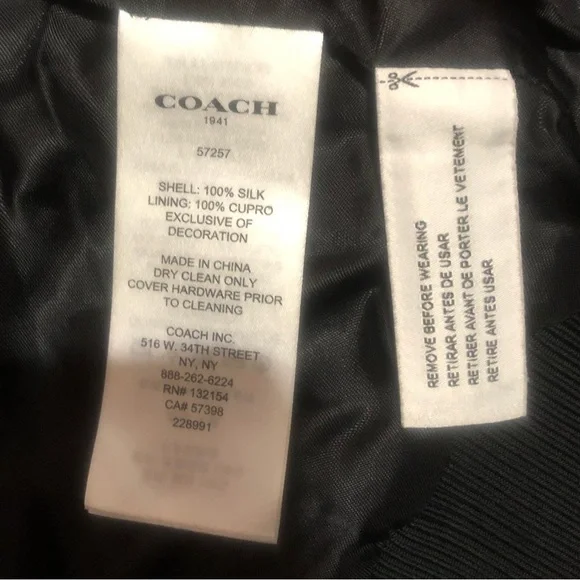 COACH
1941
57257
SHELL: 100% SILK
LINING: 100% CUPRO
EXCLUSIVE OF
DECORATION
MADE IN CHINA
DRY CLEAN ONLY
COVER HARDWARE PRIOR
TO CLEANING
COACH INC.
516 W. 34TH STREET
NY, NY
888-262-6224
RN# 132154
CA# 57398
228991
REMOVE BEFORE WEARING
RETIRAR ANTES DE USAR
RETIRER AVANT DE PORTER LE VETEMENT
RETIRE ANTES USAR